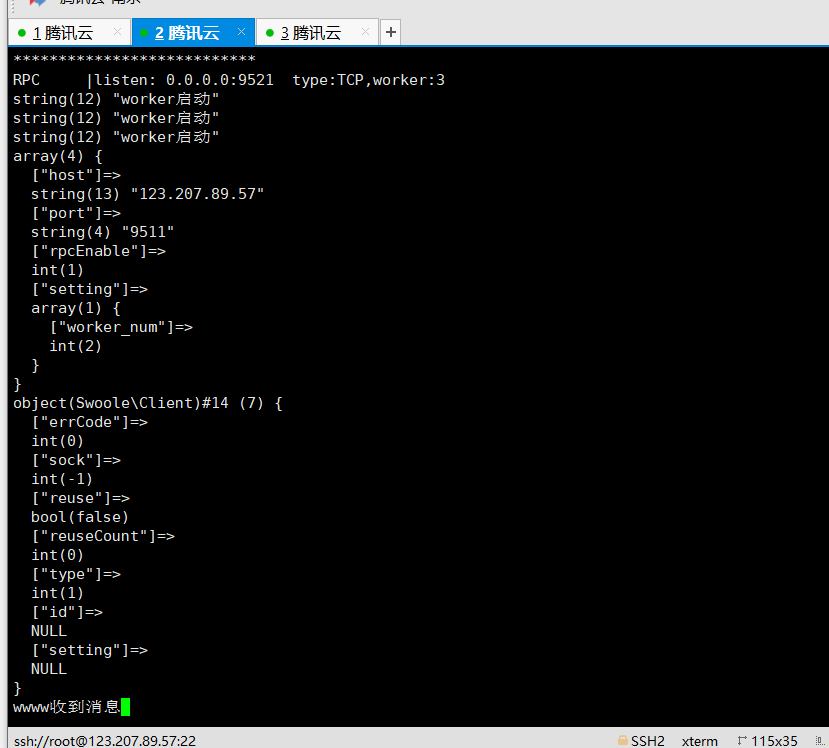 1 腾讯云 × 2 腾讯云 × 3 腾讯云 × +
***************************
RPC     |listen: 0.0.0.0:9521  type:TCP,worker:3
string(12) "worker启动"
string(12) "worker启动"
string(12) "worker启动"
array(4) {
  ["host"]=>
  string(13) "123.207.89.57"
  ["port"]=>
  string(4) "9511"
  ["rpcEnable"]=>
  int(1)
  ["setting"]=>
  array(1) {
    ["worker_num"]=>
    int(2)
  }
}
object(Swoole\Client)#14 (7) {
  ["errCode"]=>
  int(0)
  ["sock"]=>
  int(-1)
  ["reuse"]=>
  bool(false)
  ["reuseCount"]=>
  int(0)
  ["type"]=>
  int(1)
  ["id"]=>
  NULL
  ["setting"]=>
  NULL
}
wwww收到消息
ssh://root@123.207.89.57:22 SSH2 xterm 115x35